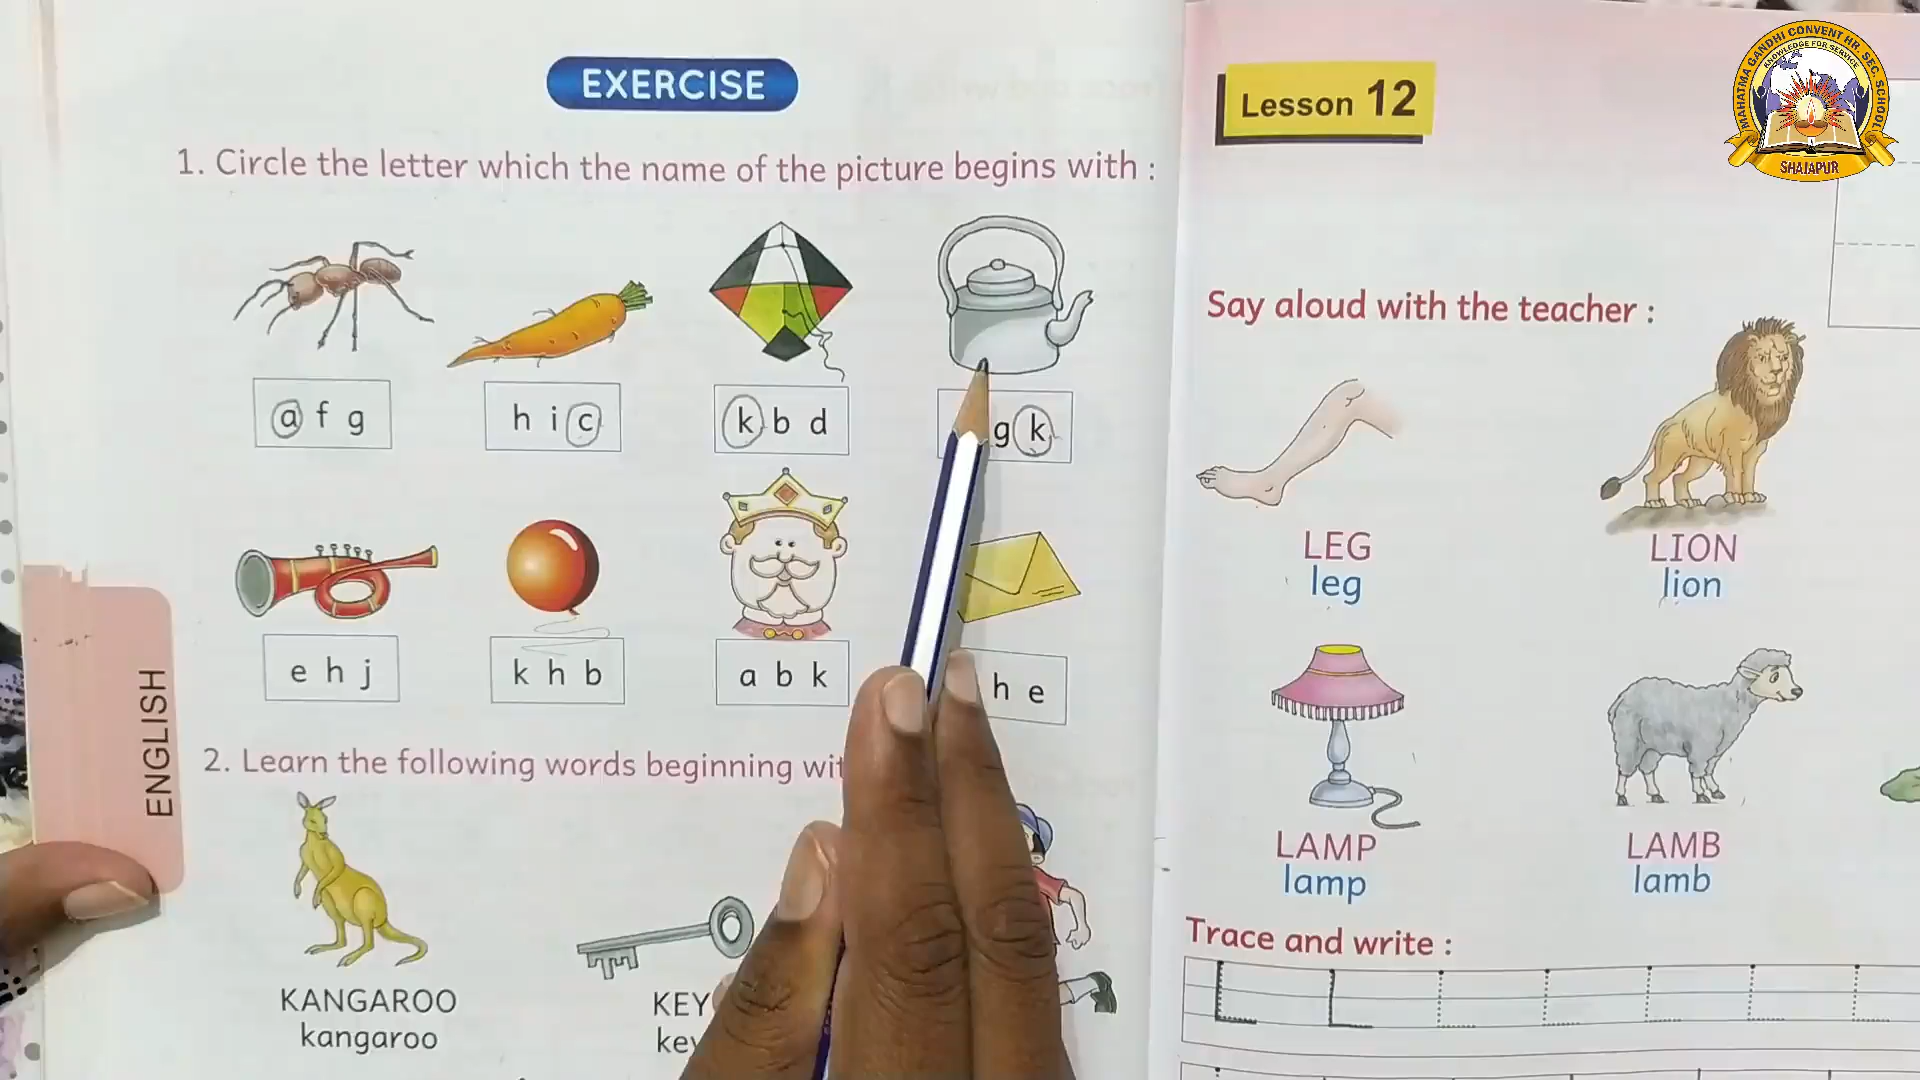 EXERCISE
1. Circle the letter which the name of the picture begins with :
a f g
h i c
k b d
g k
e h j
k h b
a b k
h e
2. Learn the following words beginning wit
KANGAROO
kangaroo
KEY
key
ENGLISH
Lesson 12
Say aloud with the teacher :
LEG
leg
LION
lion
LAMP
lamp
LAMB
lamb
Trace and write :
L L
MAHATMA GANDHI CONVENT HR. SEC. SCHOOL
KNOWLEDGE FOR SERVICE
SHAJAPUR